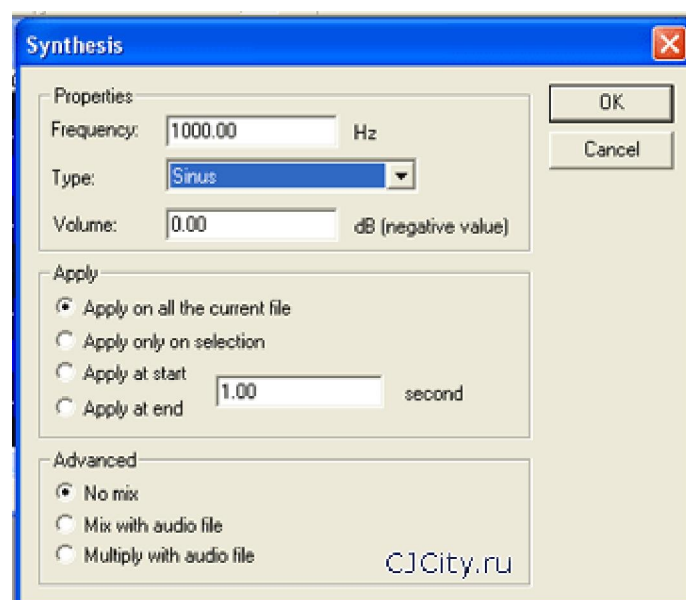 Synthesis
Properties
Frequency: 1000.00 Hz
Type: Sinus
Volume: 0.00 dB (negative value)
OK
Cancel
Apply
Apply on all the current file
Apply only on selection
Apply at start
1.00 second
Apply at end
Advanced
No mix
Mix with audio file
Multiply with audio file
CJCity.ru